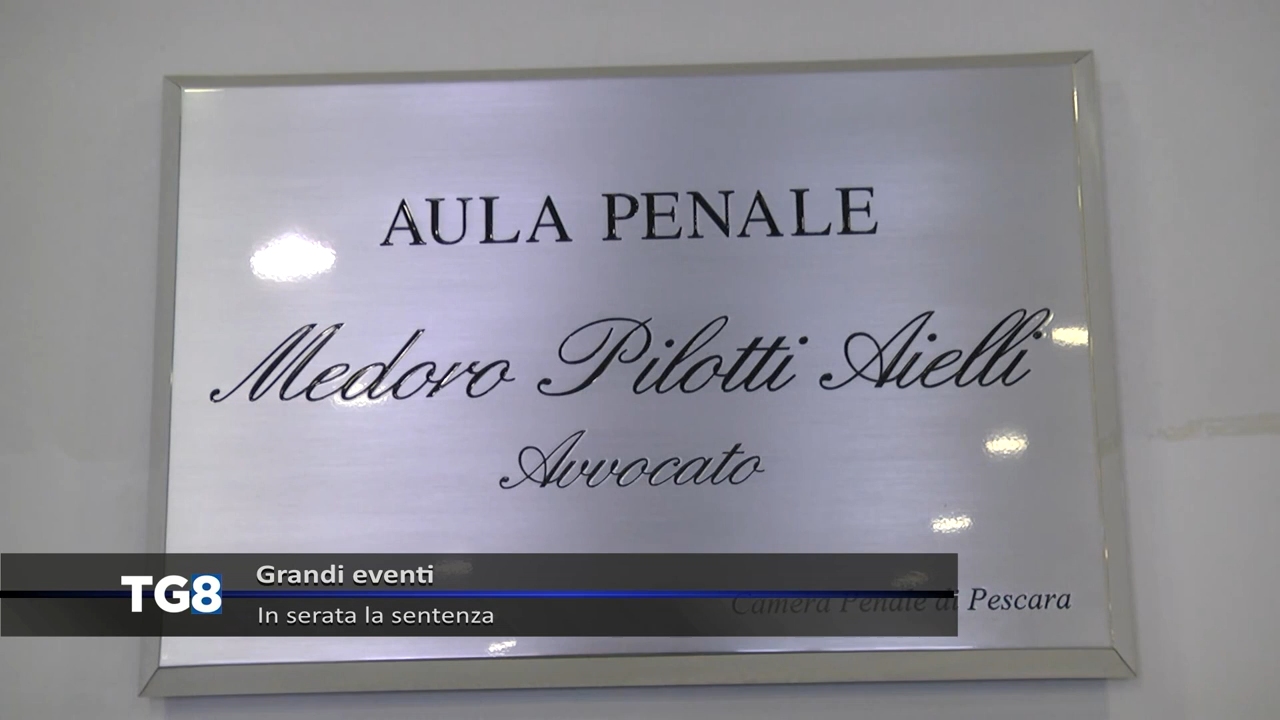 AULA PENALE
Medoro Pilotti Aielli
Avvocato
Camera Penale di Pescara
TG8
Grandi eventi
In serata la sentenza